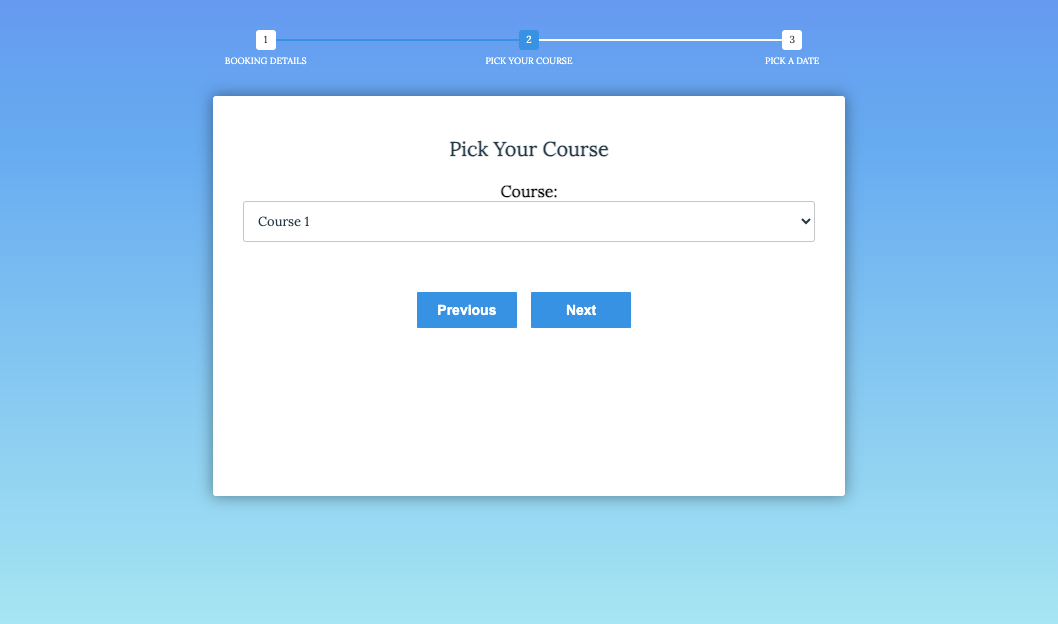 1
2
3
BOOKING DETAILS
PICK YOUR COURSE
PICK A DATE
Pick Your Course
Course:
Course 1
Previous
Next